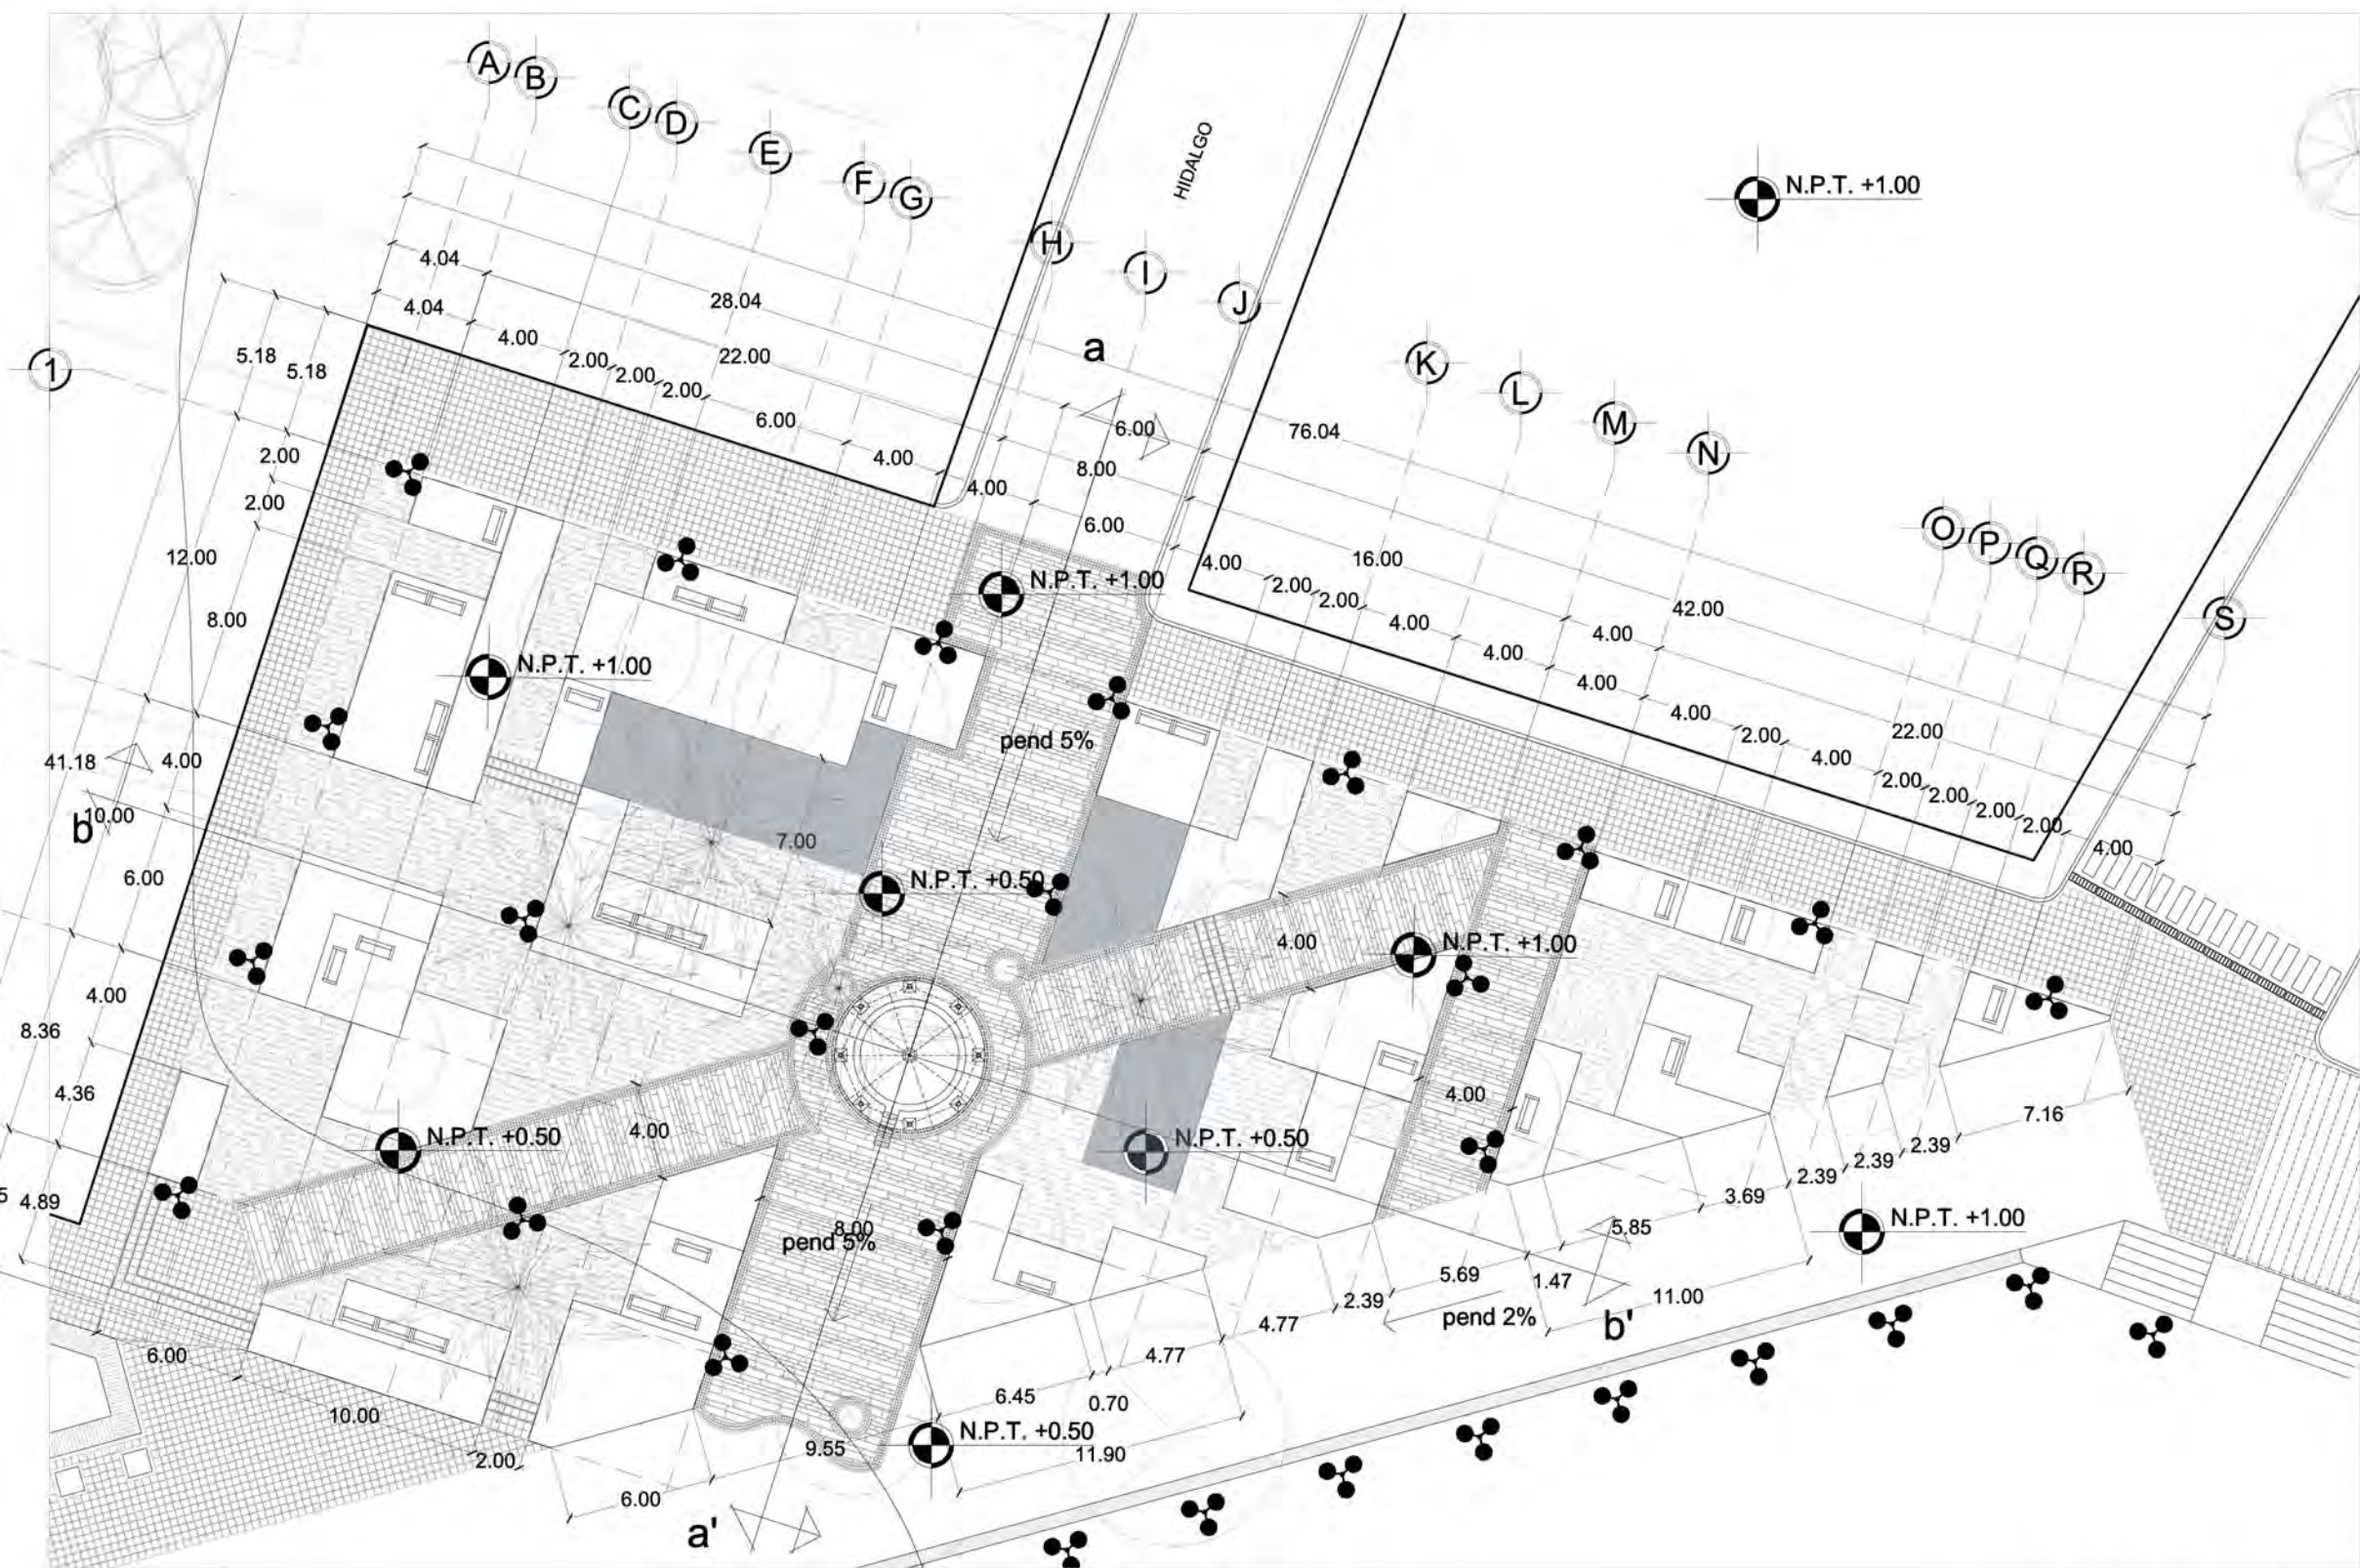 A
B
C
D
E
F
G
H
I
J
K
L
M
N
O
P
Q
R
S
HIDALGO
N.P.T. +1.00
1
4.04
4.04
28.04
22.00
76.04
4.00
2.00
2.00
2.00
6.00
4.00
4.00
5.18
5.18
a
6.00
8.00
6.00
4.00
16.00
42.00
22.00
2.00
2.00
4.00
4.00
4.00
4.00
4.00
2.00
4.00
2.00
2.00
2.00
2.00
4.00
2.00
2.00
12.00
8.00
41.18
4.00
10.00
b
6.00
4.00
8.36
4.36
5
4.89
N.P.T. +1.00
N.P.T. +1.00
pend 5%
7.00
N.P.T. +0.50
4.00
N.P.T. +1.00
4.00
N.P.T. +0.50
4.00
N.P.T. +0.50
7.16
2.39
2.39
2.39
3.69
N.P.T. +1.00
8.00
pend 5%
5.85
5.69
1.47
11.00
2.39
pend 2%
b'
4.77
4.77
6.45
0.70
6.00
10.00
2.00
9.55
N.P.T. +0.50
11.90
6.00
a'